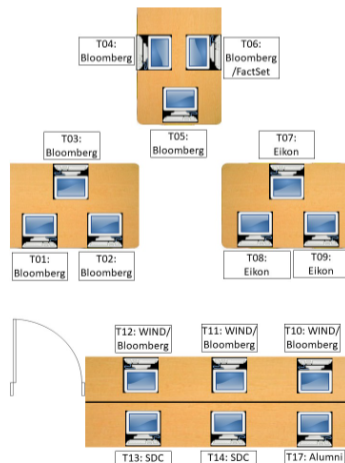 T04:
Bloomberg
T06:
Bloomberg
/FactSet
T05:
Bloomberg
T03:
Bloomberg
T07:
Eikon
T01:
Bloomberg
T02:
Bloomberg
T08:
Eikon
T09:
Eikon
T12: WIND/
Bloomberg
T11: WIND/
Bloomberg
T10: WIND/
Bloomberg
T13: SDC
T14: SDC
T17: Alumni